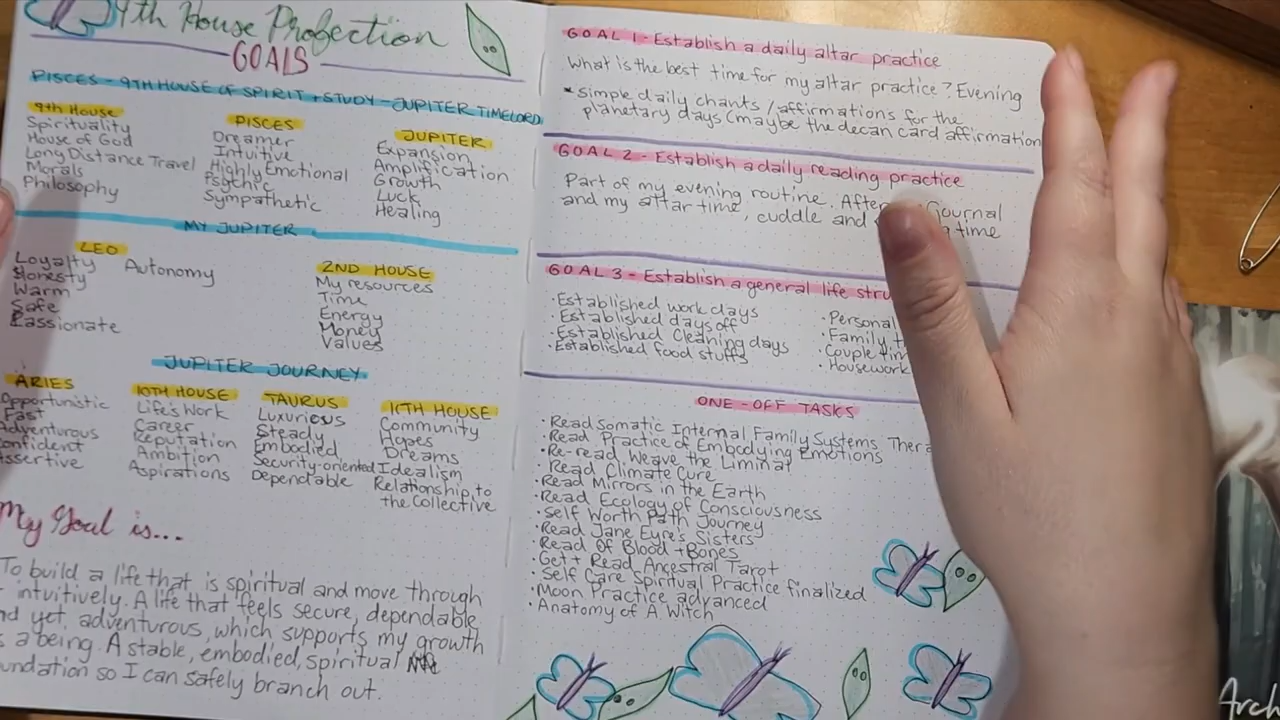 9th House Profection
GOALS
PISCES - 9TH HOUSE OF SPIRIT + STUDY - JUPITER TIMELORD
9th House
Spirituality
House of God
Long Distance Travel
Morals
Philosophy
PISCES
Dreamer
Intuitive
Highly Emotional
Psychic
Sympathetic
JUPITER
Expansion
Amplification
Growth
Luck
Healing
MY JUPITER
LEO
Loyalty Autonomy
Honesty
Warm
Safe
Passionate
2ND HOUSE
My resources
Time
Energy
Money
Values
JUPITER JOURNEY
ARIES
Opportunistic
Fast
Adventurous
Confident
Assertive
10TH HOUSE
Life's Work
Career
Reputation
Ambition
Aspirations
TAURUS
Luxurious
Steady
Embodied
Security-oriented
Dependable
11TH HOUSE
Community
Hopes
Dreams
Idealism
Relationship to
the Collective
My Goal is...
To build a life that is spiritual and move through
intuitively. A life that feels secure, dependable
nd yet, adventurous, which supports my growth
s a being. A stable, embodied, spiritual
undation so I can safely branch out.
GOAL 1 - Establish a daily altar practice
What is the best time for my altar practice? Evening
*simple daily chants / affirmations for the
planetary days (maybe the decan card affirmation
GOAL 2 - Establish a daily reading practice
Part of my evening routine. After journal
and my altar time, cuddle and time
GOAL 3 - Establish a general life stru
• Established work days
• Established days off
• Established cleaning days
• Established food stuffs
• Personal
• Family t
• Couple tim
• Housework
ONE-OFF TASKS
• Read Somatic Internal Family Systems Thera
• Read Practice of Embodying Emotions
• Re-read Weave the Liminal
• Read Climate Cure
• Read Mirrors in the Earth
• Read Ecology of Consciousness
• Self Worth Path Journey
• Read Jane Eyre's Sisters
• Read Of Blood + Bones
• Get + Read Ancestral Tarot
• Self Care Spiritual Practice finalized
• Moon Practice advanced
• Anatomy of A Witch
Arch